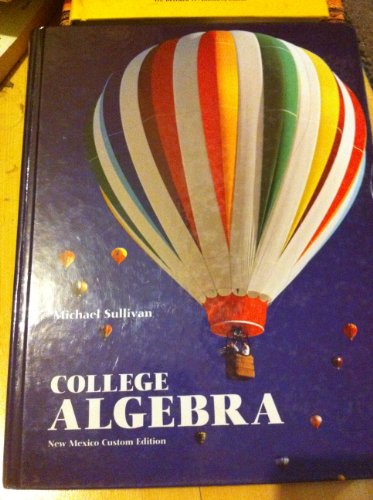 Michael Sullivan
COLLEGE
ALGEBRA
New Mexico Custom Edition